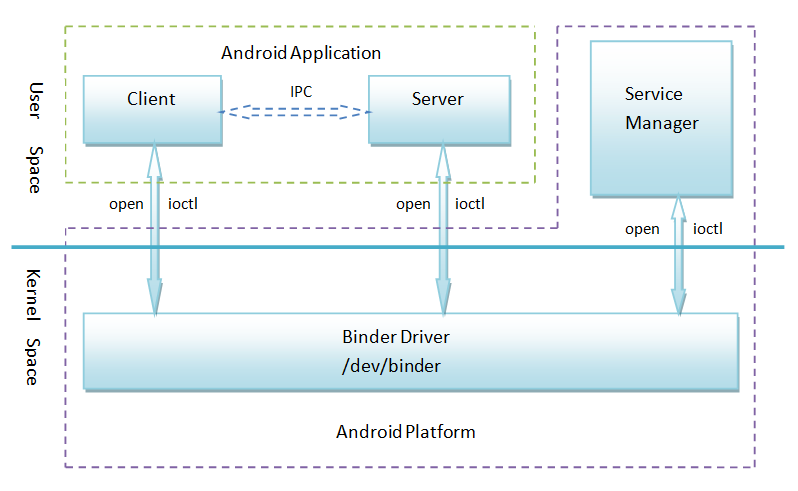 Android Application
Client
IPC
Server
Service
Manager
User Space
open
ioctl
open
ioctl
open
ioctl
Kernel Space
Binder Driver
/dev/binder
Android Platform